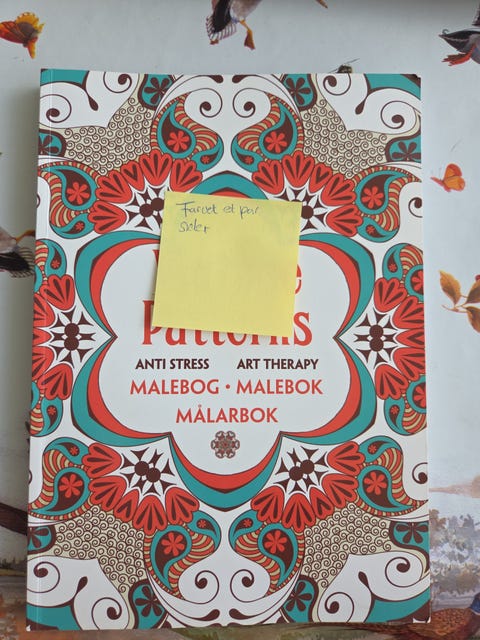 Farvet et par
sider
Patterns
ANTI STRESS ART THERAPY
MALEBOG • MALEBOK
MÅLARBOK